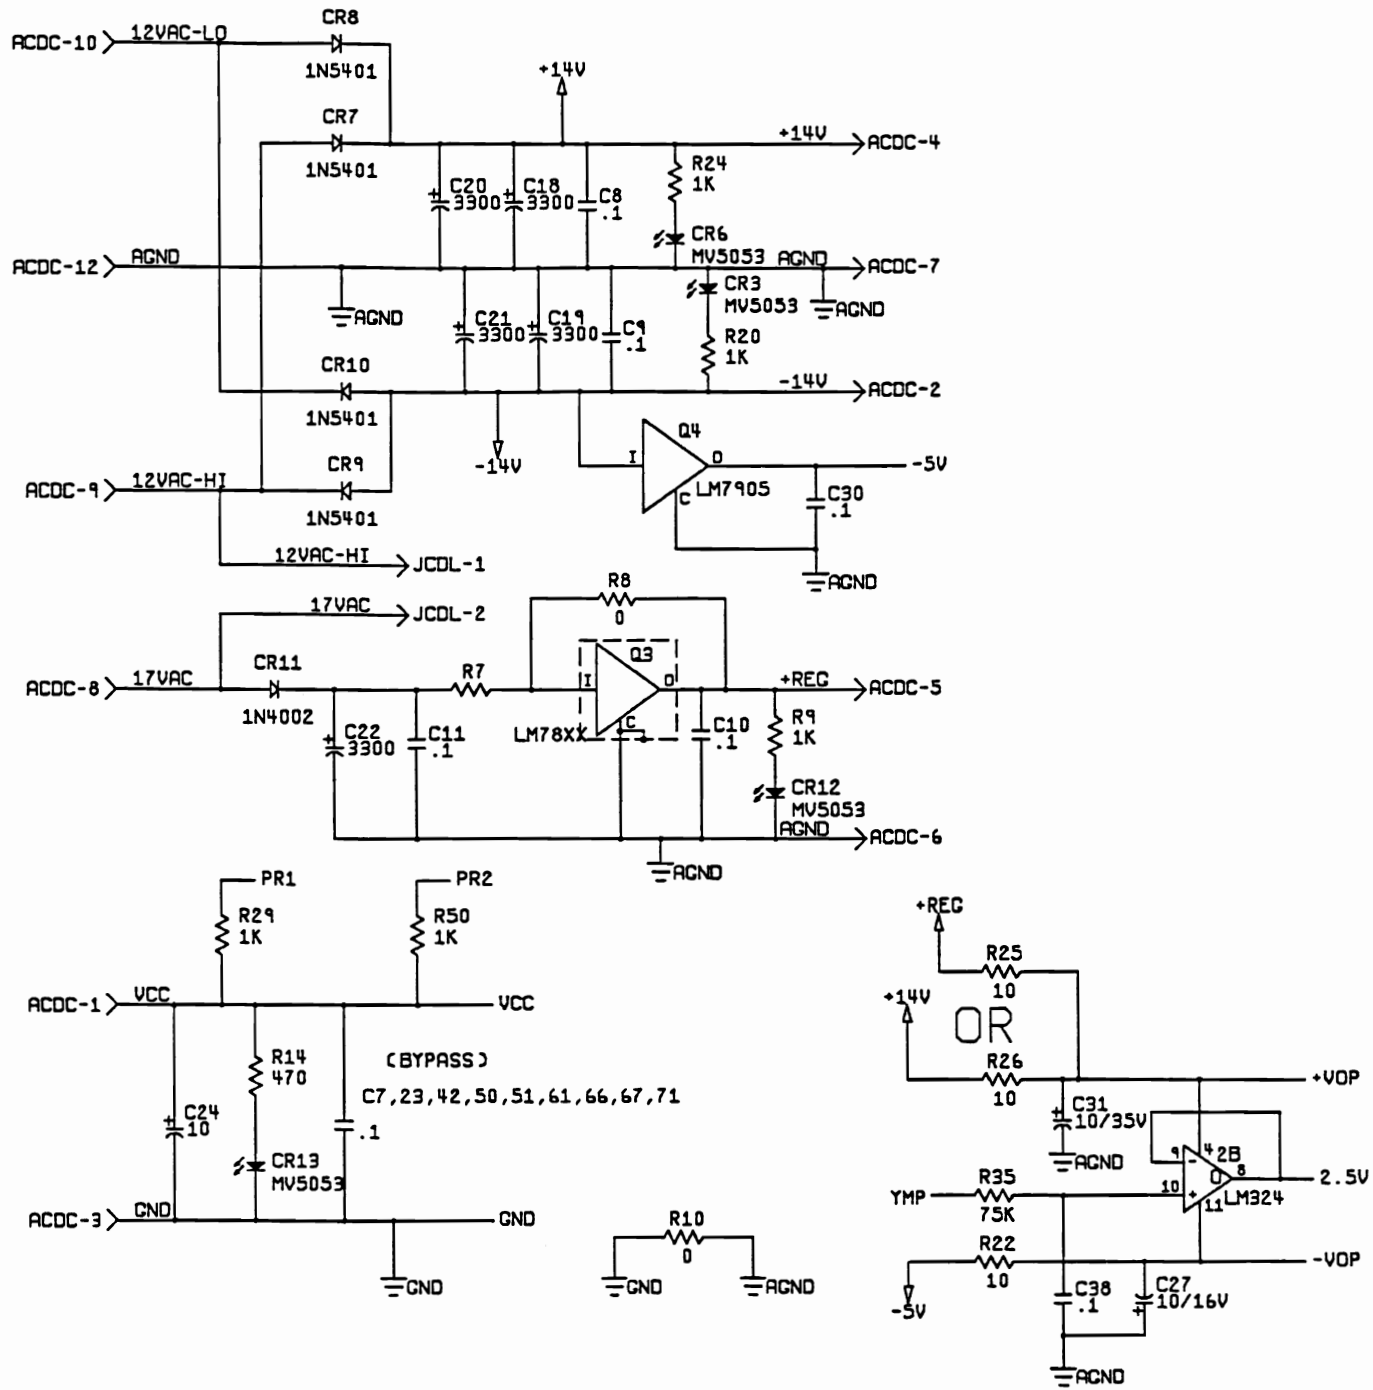 CR8
ACDC-10
12VAC-LO
1N5401
+14V
CR7
+14V
ACDC-4
1N5401
R24
1K
C20
3300
C18
3300
C8
.1
CR6
MV5053
ACDC-12
AGND
AGND
ACDC-7
AGND
CR3
MV5053
AGND
C21
3300
C19
3300
C9
.1
R20
1K
CR10
-14V
ACDC-2
1N5401
Q4
I
O
-5V
LM7905
C
-14V
CR9
ACDC-9
12VAC-HI
1N5401
C30
.1
12VAC-HI
JCDL-1
AGND
R8
0
17VAC
JCDL-2
CR11
ACDC-8
17VAC
1N4002
R7
Q3
I
O
C
LM78XX
+REG
ACDC-5
C22
3300
C11
.1
C10
.1
R9
1K
CR12
MV5053
AGND
ACDC-6
AGND
PR1
PR2
R29
1K
R50
1K
+REG
R25
10
ACDC-1
VCC
VCC
+14V
OR
R14
470
(BYPASS)
C7,23,42,50,51,61,66,67,71
R26
10
+VOP
C24
10
.1
C31
10/35V
AGND
CR13
MV5053
9
-
4
2B
8
O
10
+
11
LM324
2.5V
YMP
R35
75K
ACDC-3
GND
GND
R10
0
GND
GND
AGND
R22
10
-VOP
-5V
C38
.1
C27
10/16V
AGND